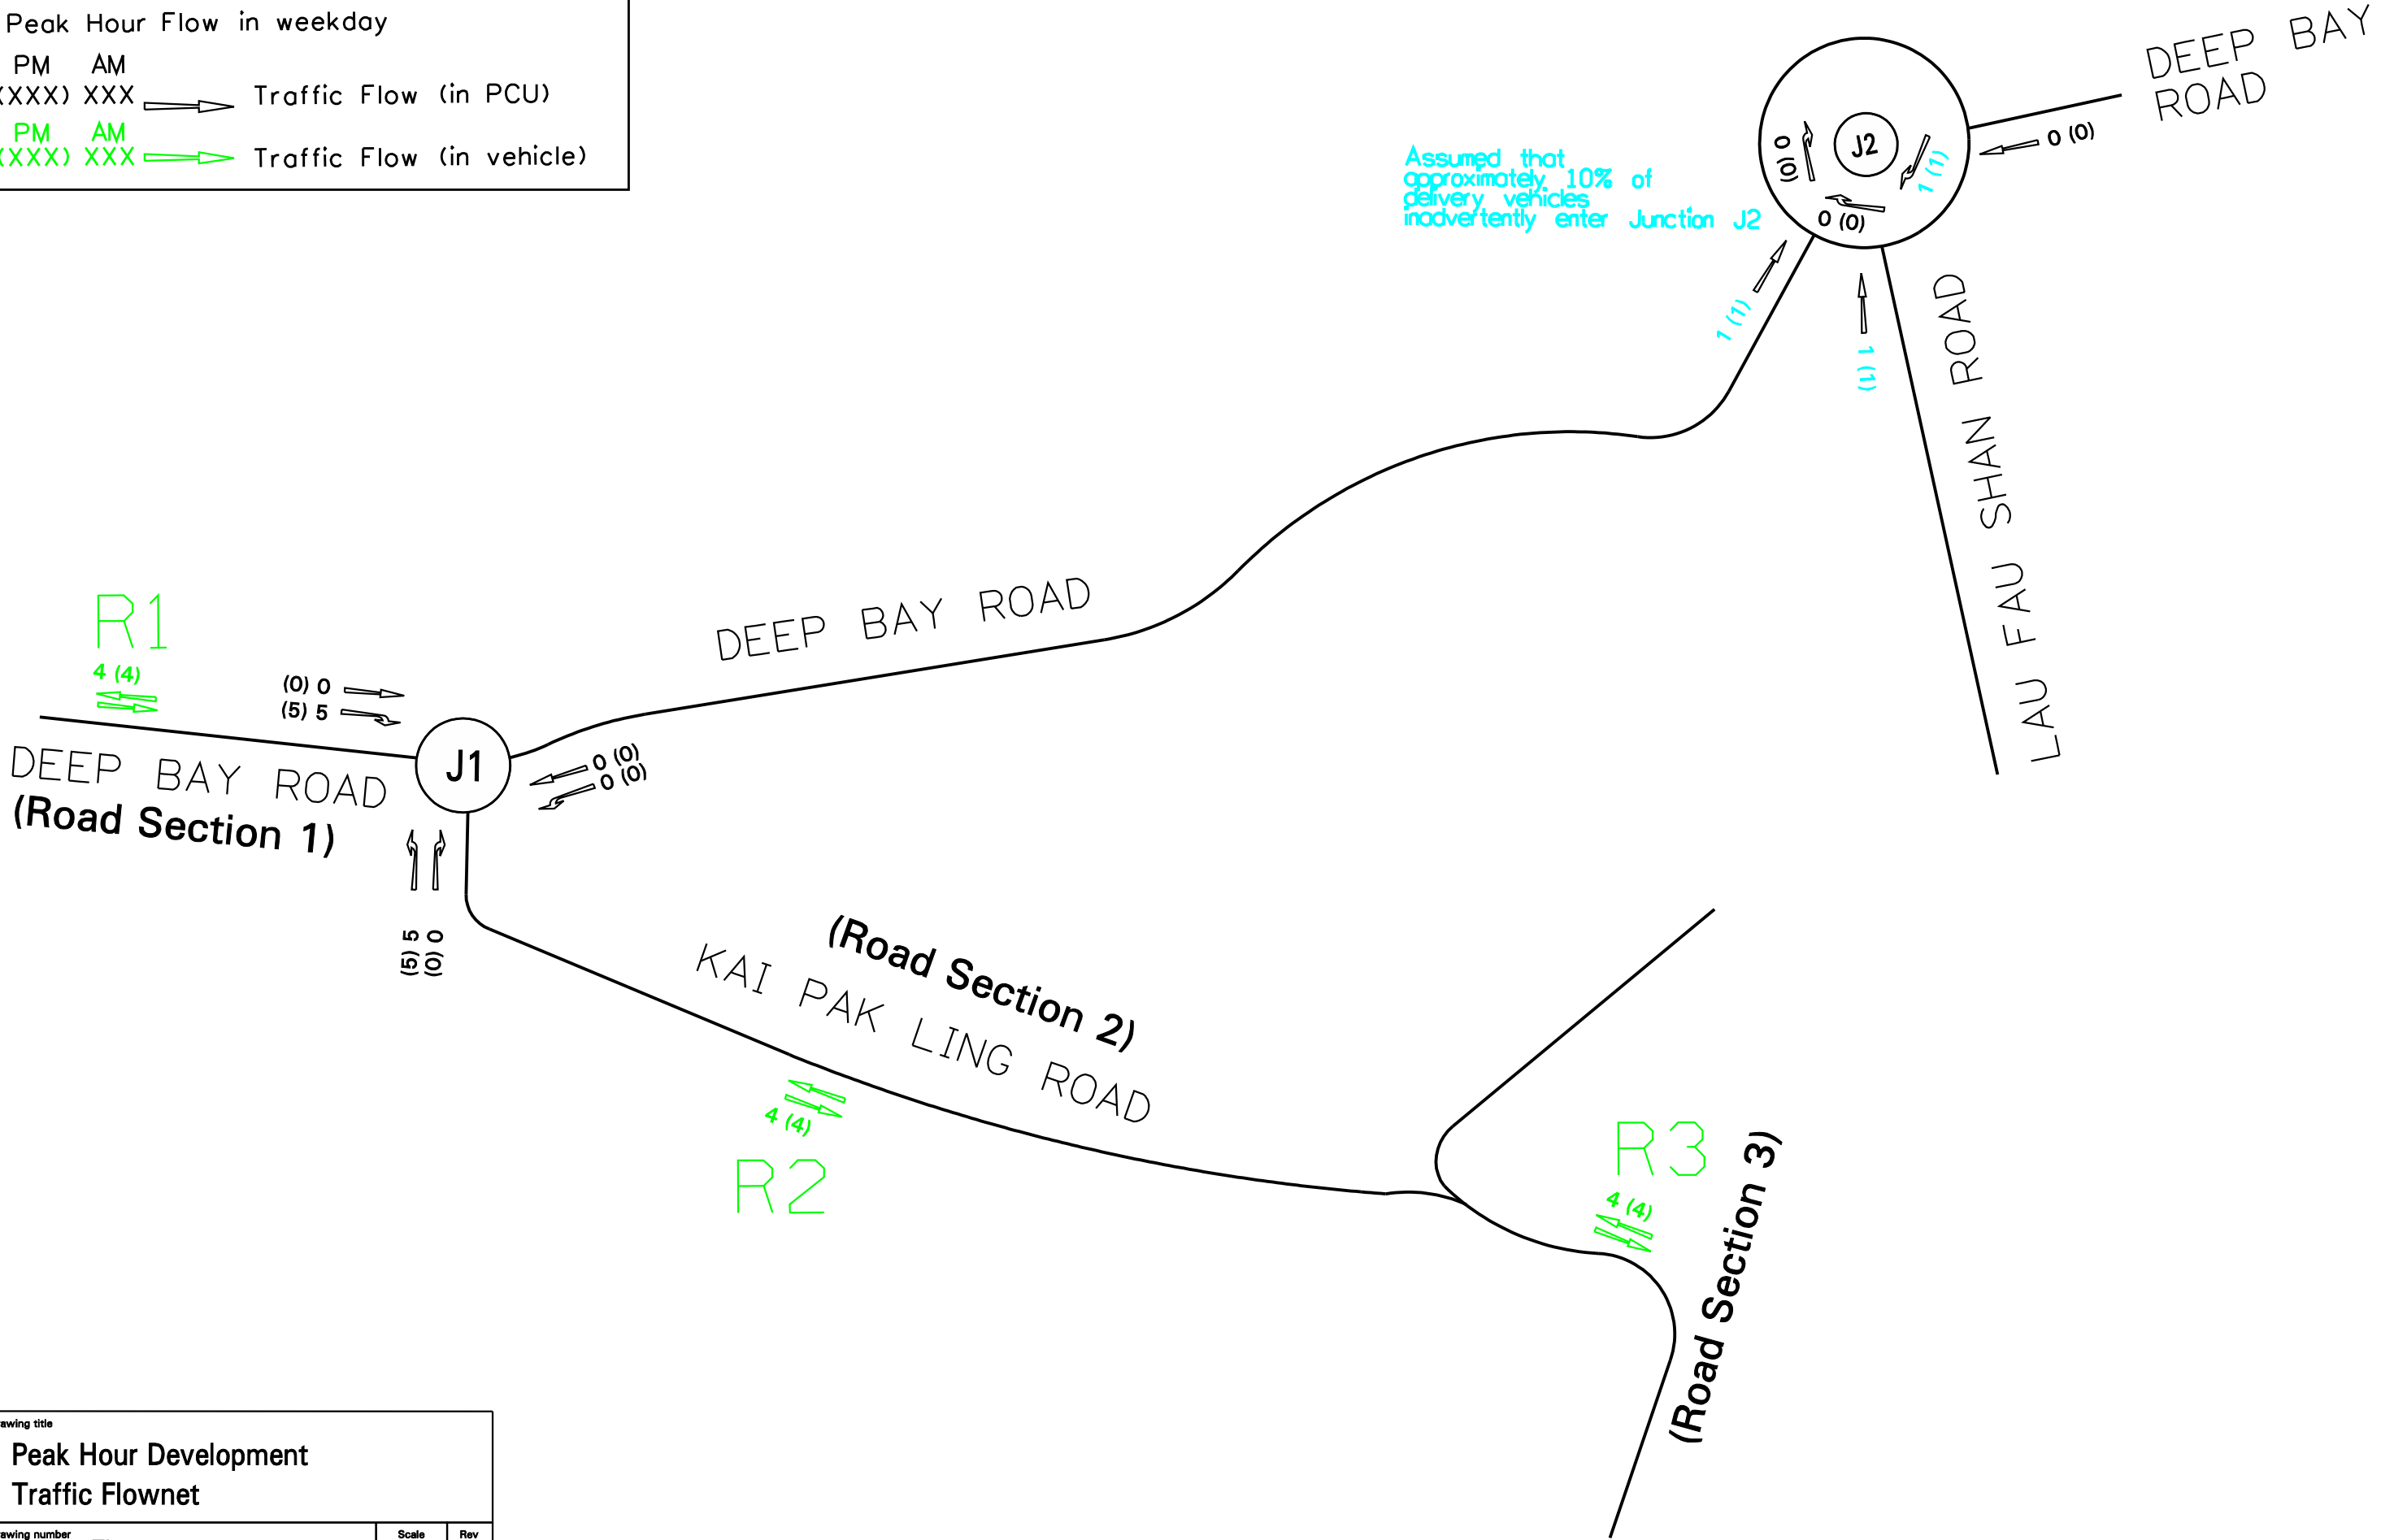 Peak Hour Flow in weekday
PM AM
(XXX) XXX Traffic Flow (in PCU)
PM AM
(XXX) XXX Traffic Flow (in vehicle)
DEEP BAY
ROAD
0 (0)
J2
0 (0)
1 (1)
0 (0)
Assumed that
approximately 10% of
delivery vehicles
inadvertently enter Junction J2
1 (1)
1 (1)
LAU FAU SHAN ROAD
DEEP BAY ROAD
R1
4 (4)
(0) 0
(5) 5
J1
0 (0)
0 (0)
DEEP BAY ROAD
(Road Section 1)
(5) 5
(0) 0
(Road Section 2)
KAI PAK LING ROAD
4 (4)
R2
R3
4 (4)
(Road Section 3)
awing title
Peak Hour Development
Traffic Flownet
awing number
Scale
Rev